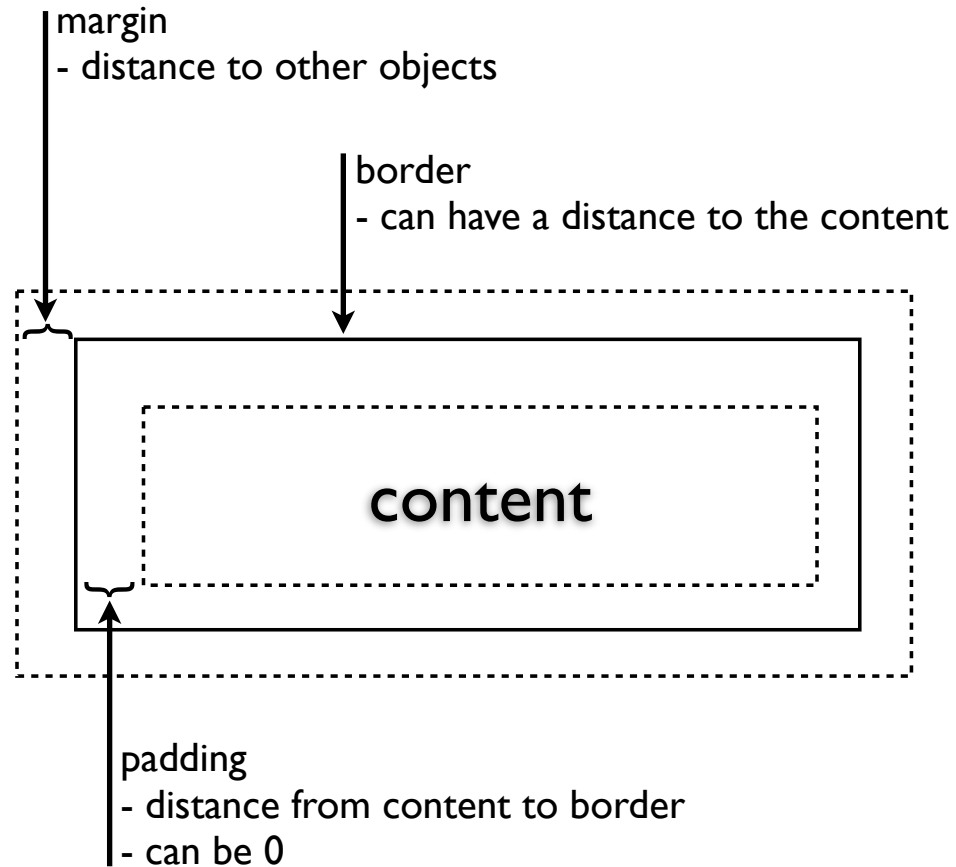 margin
- distance to other objects
border
- can have a distance to the content
content
padding
- distance from content to border
- can be 0